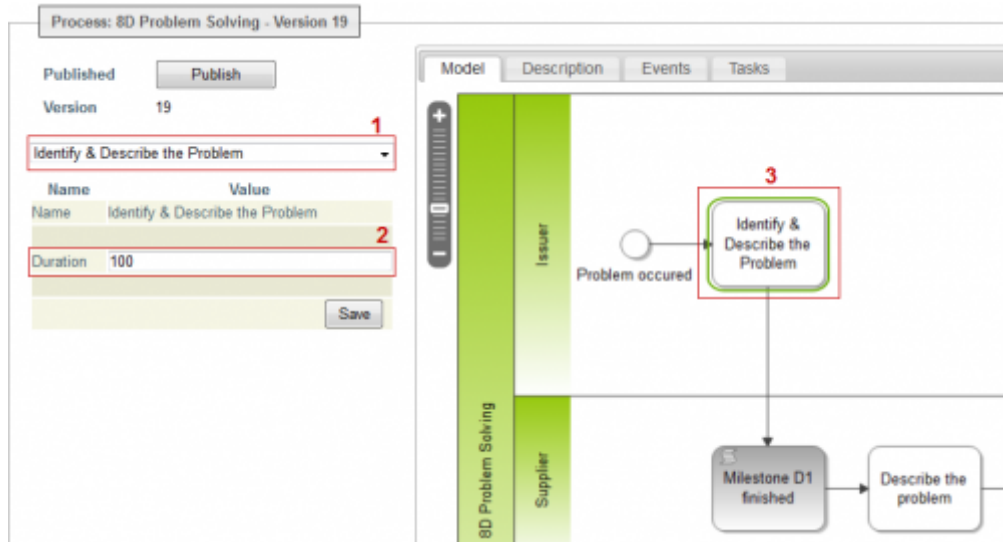 Process: 8D Problem Solving - Version 19
Published
Publish
Version
19
1
Identify & Describe the Problem
Name
Value
Name
Identify & Describe the Problem
2
Duration
100
Save
Model
Description
Events
Tasks
8D Problem Solving
Issuer
Problem occured
3
Identify &
Describe the
Problem
Supplier
Milestone D1
finished
Describe the
problem